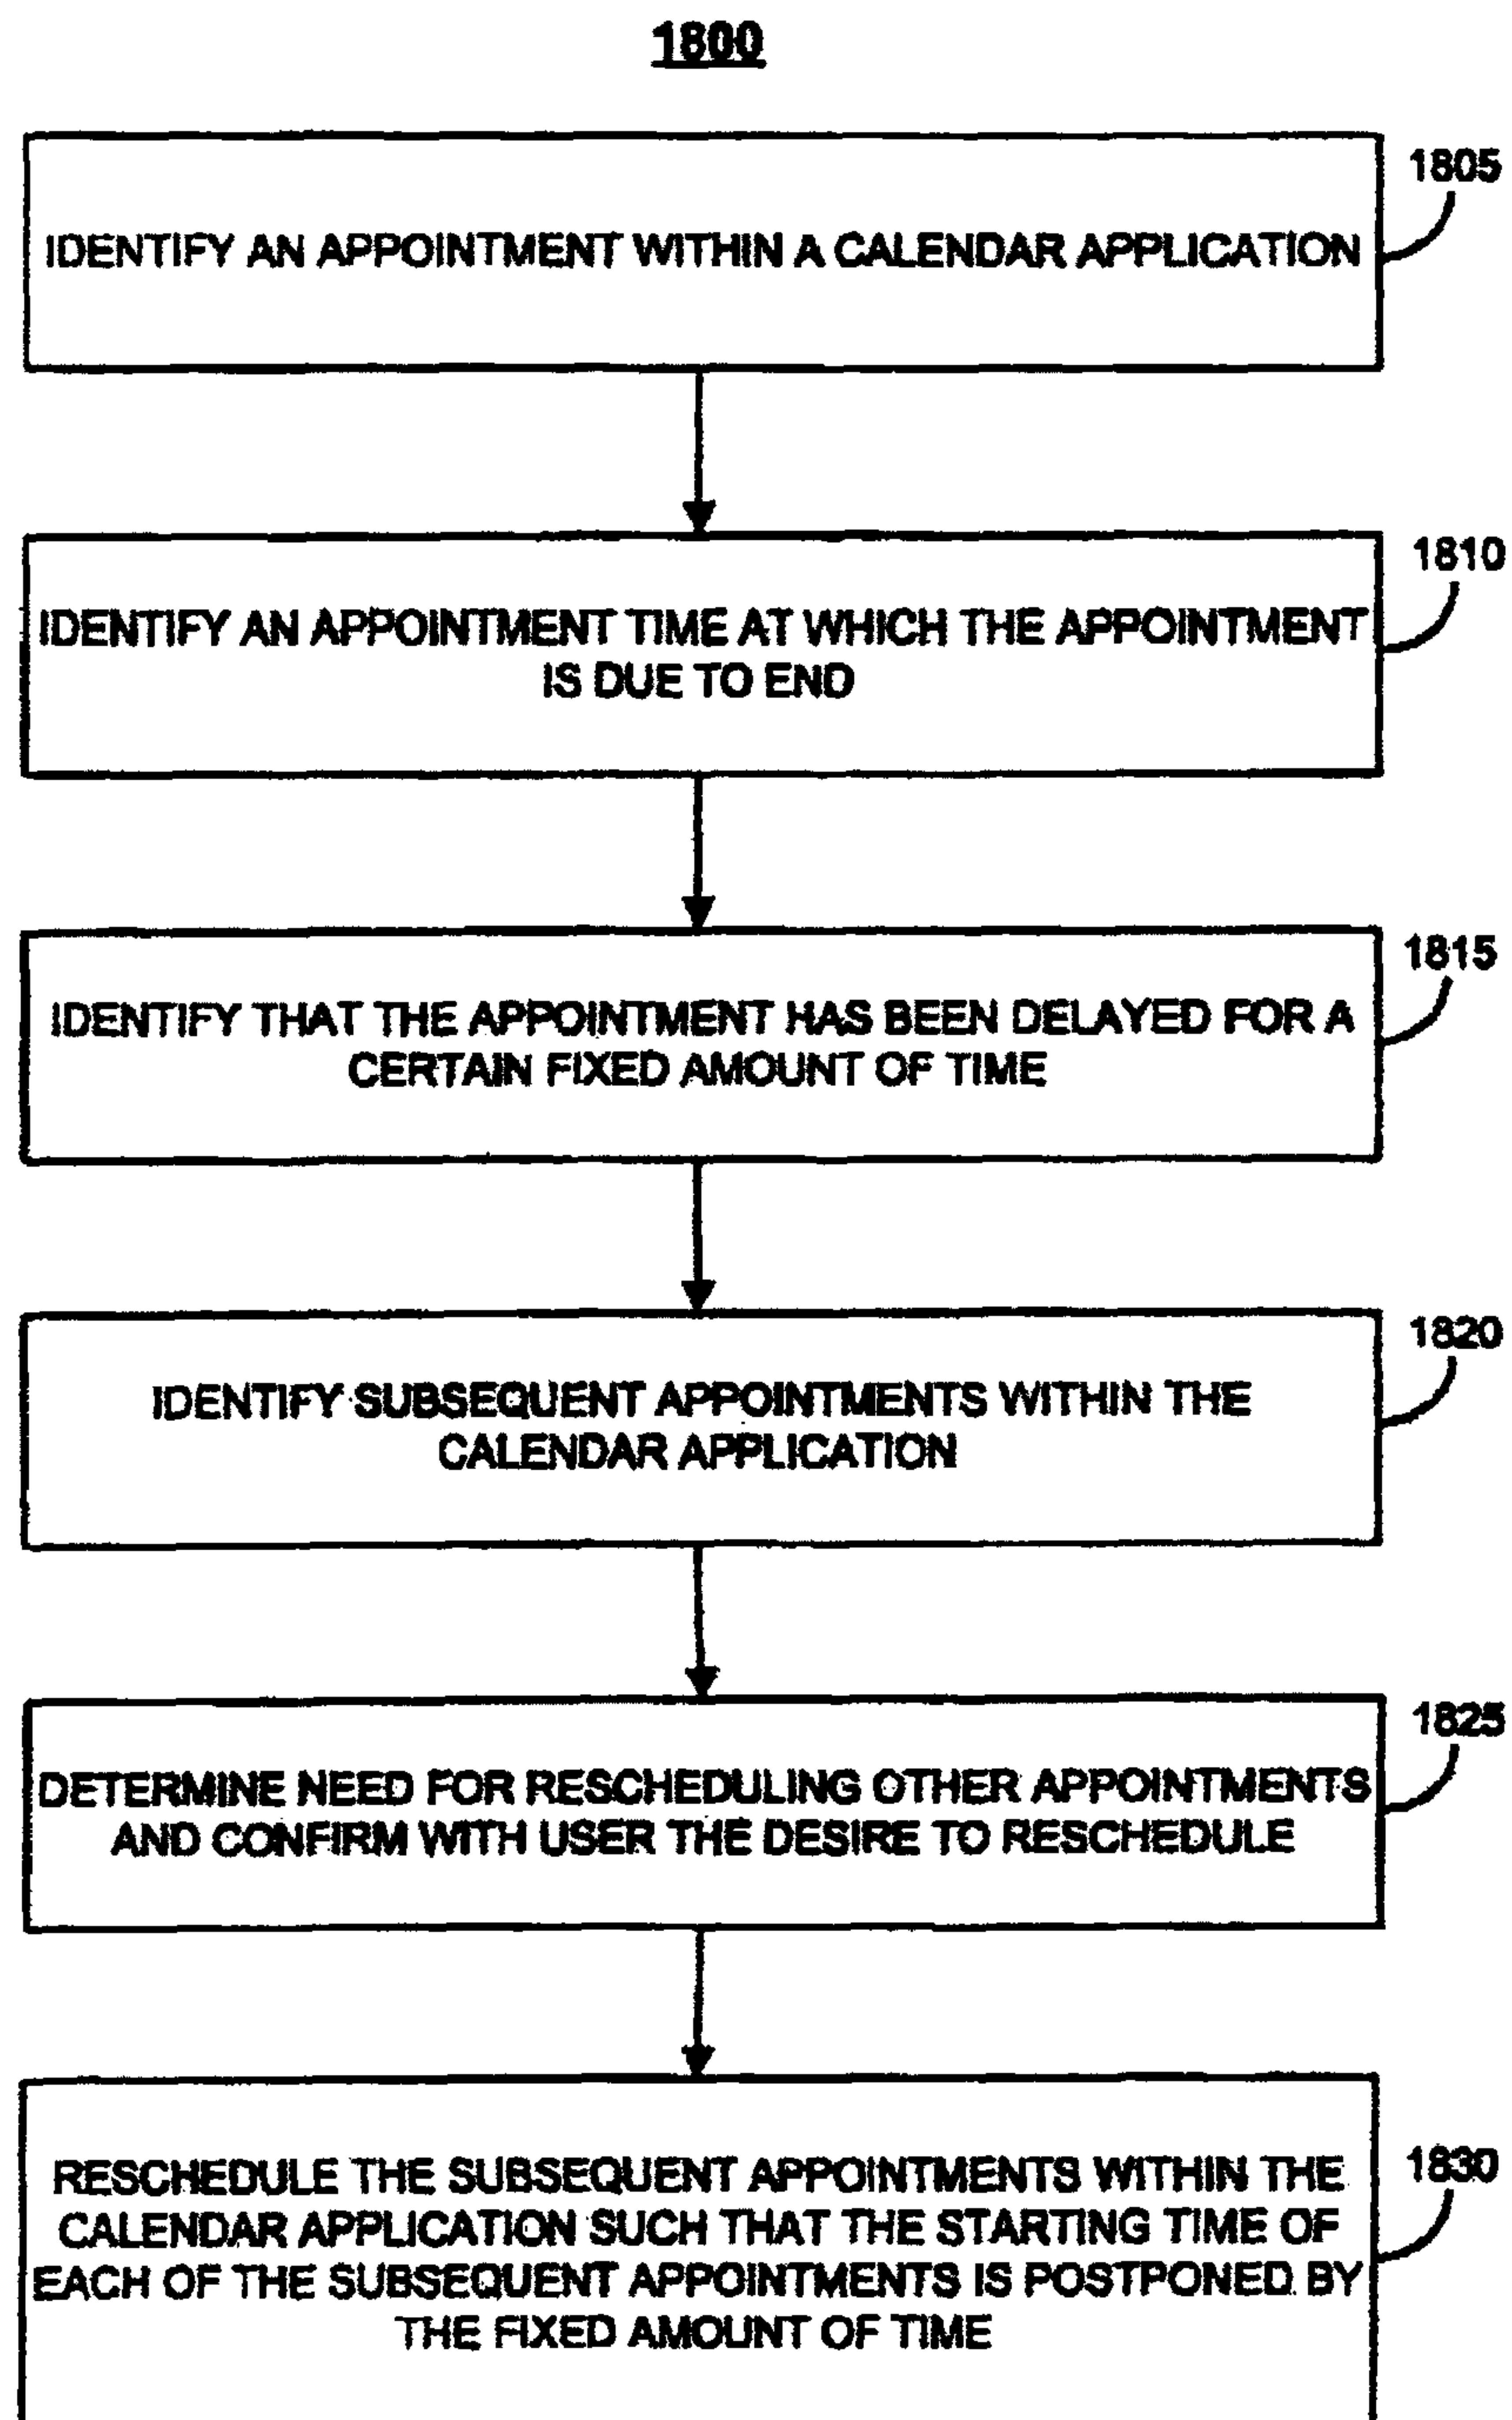 1800
IDENTIFY AN APPOINTMENT WITHIN A CALENDAR APPLICATION
1805
IDENTIFY AN APPOINTMENT TIME AT WHICH THE APPOINTMENT
IS DUE TO END
1810
IDENTIFY THAT THE APPOINTMENT HAS BEEN DELAYED FOR A
CERTAIN FIXED AMOUNT OF TIME
1815
IDENTIFY SUBSEQUENT APPOINTMENTS WITHIN THE
CALENDAR APPLICATION
1820
DETERMINE NEED FOR RESCHEDULING OTHER APPOINTMENTS
AND CONFIRM WITH USER THE DESIRE TO RESCHEDULE
1825
RESCHEDULE THE SUBSEQUENT APPOINTMENTS WITHIN THE
CALENDAR APPLICATION SUCH THAT THE STARTING TIME OF
EACH OF THE SUBSEQUENT APPOINTMENTS IS POSTPONED BY
THE FIXED AMOUNT OF TIME
1830